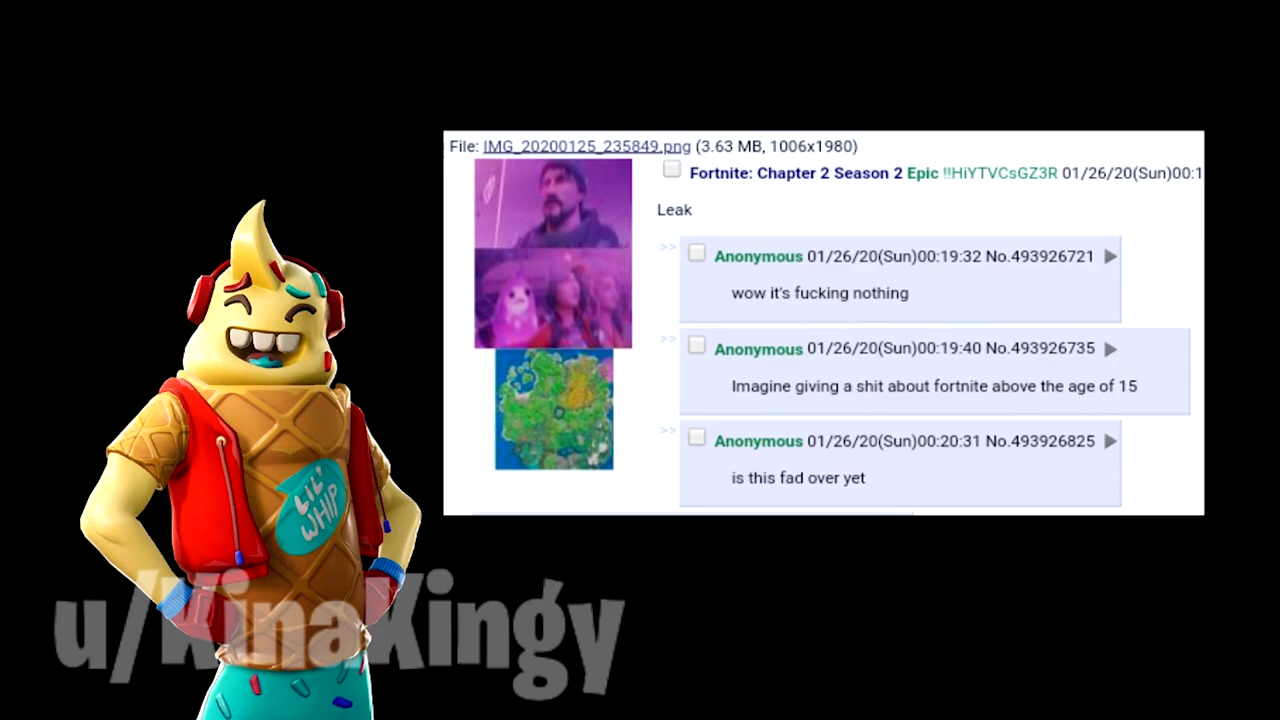 File: IMG_20200125_235849.png (3.63 MB, 1006x1980)
Fortnite: Chapter 2 Season 2 Epic !!HiYTVCsGZ3R 01/26/20(Sun)00:1
Leak
>> Anonymous 01/26/20(Sun)00:19:32 No.493926721 ▶
wow it's fucking nothing
>> Anonymous 01/26/20(Sun)00:19:40 No.493926735 ▶
Imagine giving a shit about fortnite above the age of 15
>> Anonymous 01/26/20(Sun)00:20:31 No.493926825 ▶
is this fad over yet
LIL'
WHIP
u/KinaKingy